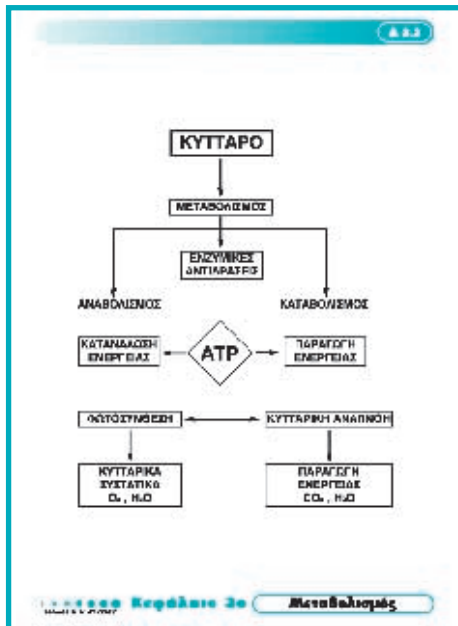 ΚΥΤΤΑΡΟ
ΜΕΤΑΒΟΛΙΣΜΟΣ
ΕΝΖΥΜΙΚΕΣ
ΑΝΤΙΔΡΑΣΕΙΣ
ΑΝΑΒΟΛΙΣΜΟΣ
ΚΑΤΑΒΟΛΙΣΜΟΣ
ΚΑΤΑΝΑΛΩΣΗ
ΕΝΕΡΓΕΙΑΣ
ATP
ΠΑΡΑΓΩΓΗ
ΕΝΕΡΓΕΙΑΣ
ΦΩΤΟΣΥΝΘΕΣΗ
ΚΥΤΤΑΡΙΚΗ ΑΝΑΠΝΟΗ
ΚΥΤΤΑΡΙΚΑ
ΣΥΣΤΑΤΙΚΑ
O₂ , H₂O
ΠΑΡΑΓΩΓΗ
ΕΝΕΡΓΕΙΑΣ
CO₂ , H₂O
Κεφάλαιο 3ο Μεταβολισμός